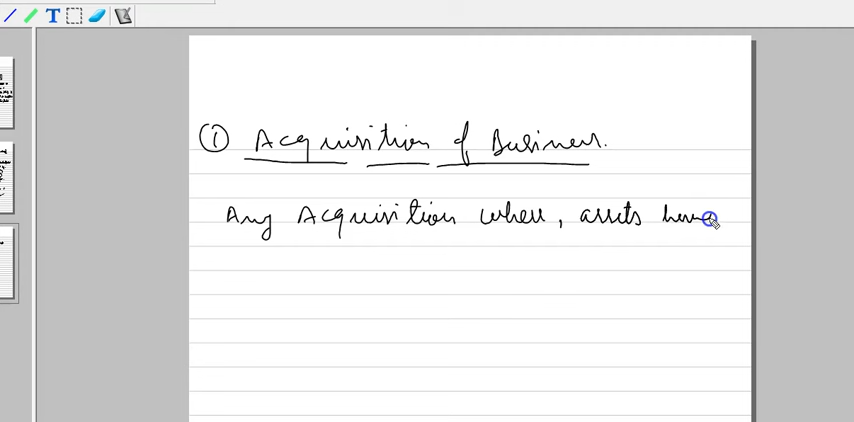 ① Acquisition of Business.
Any Acquisition where, assets have